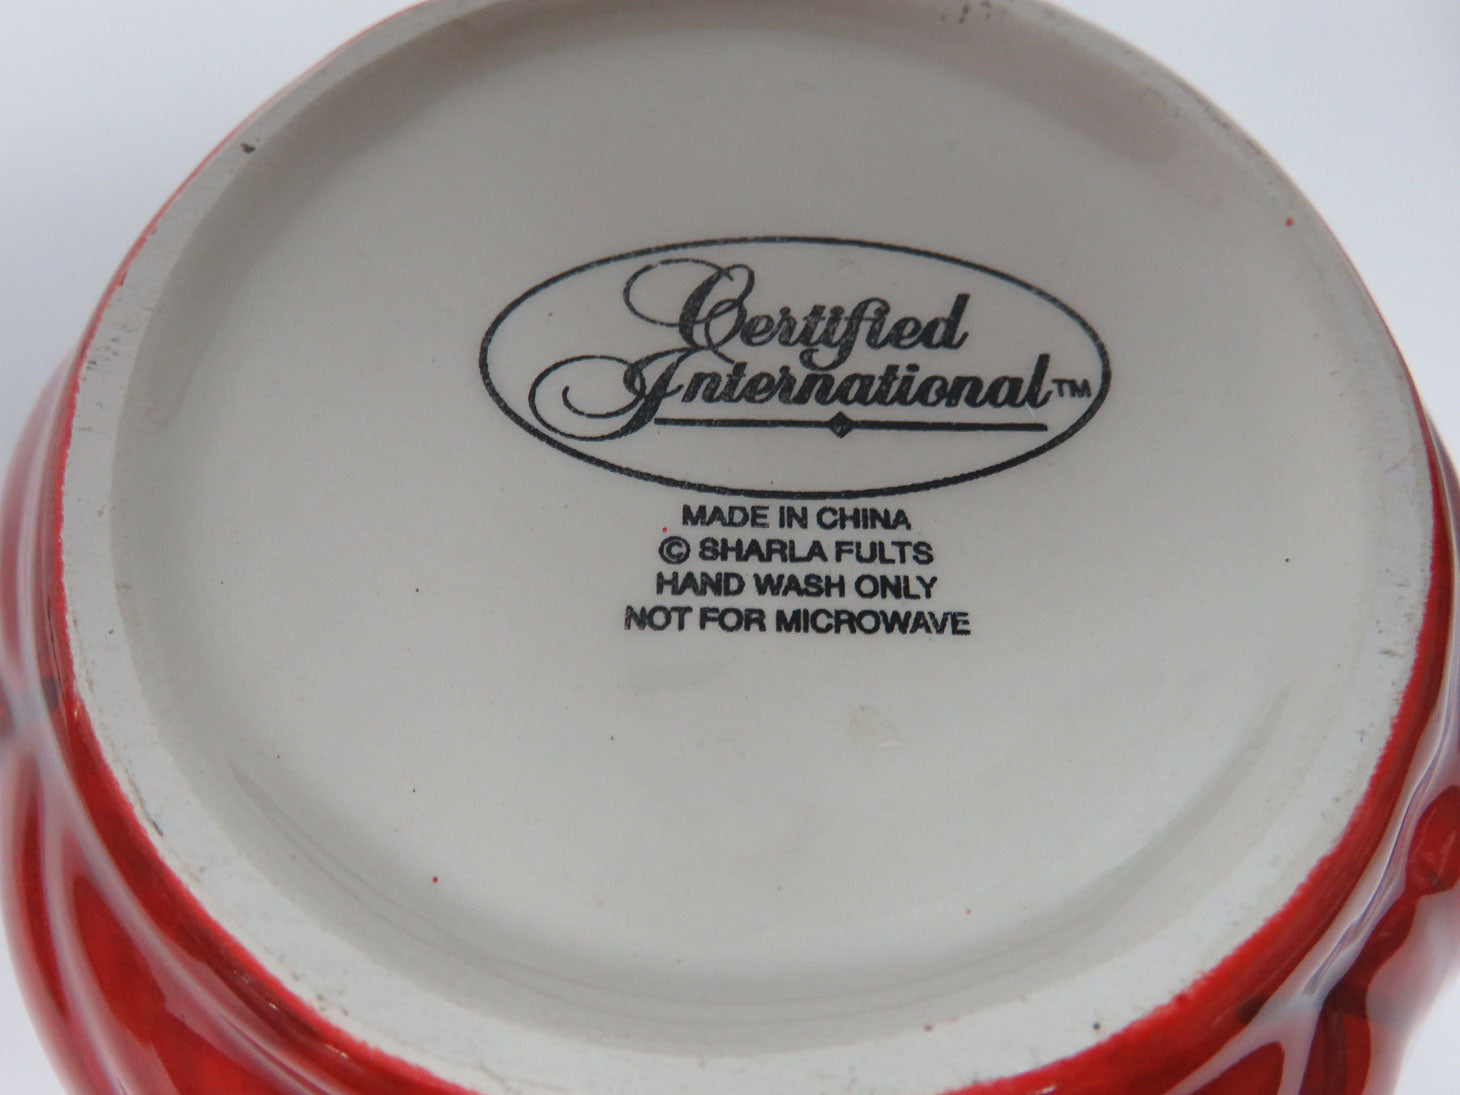 Certified
International™
MADE IN CHINA
© SHARLA FULTS
HAND WASH ONLY
NOT FOR MICROWAVE